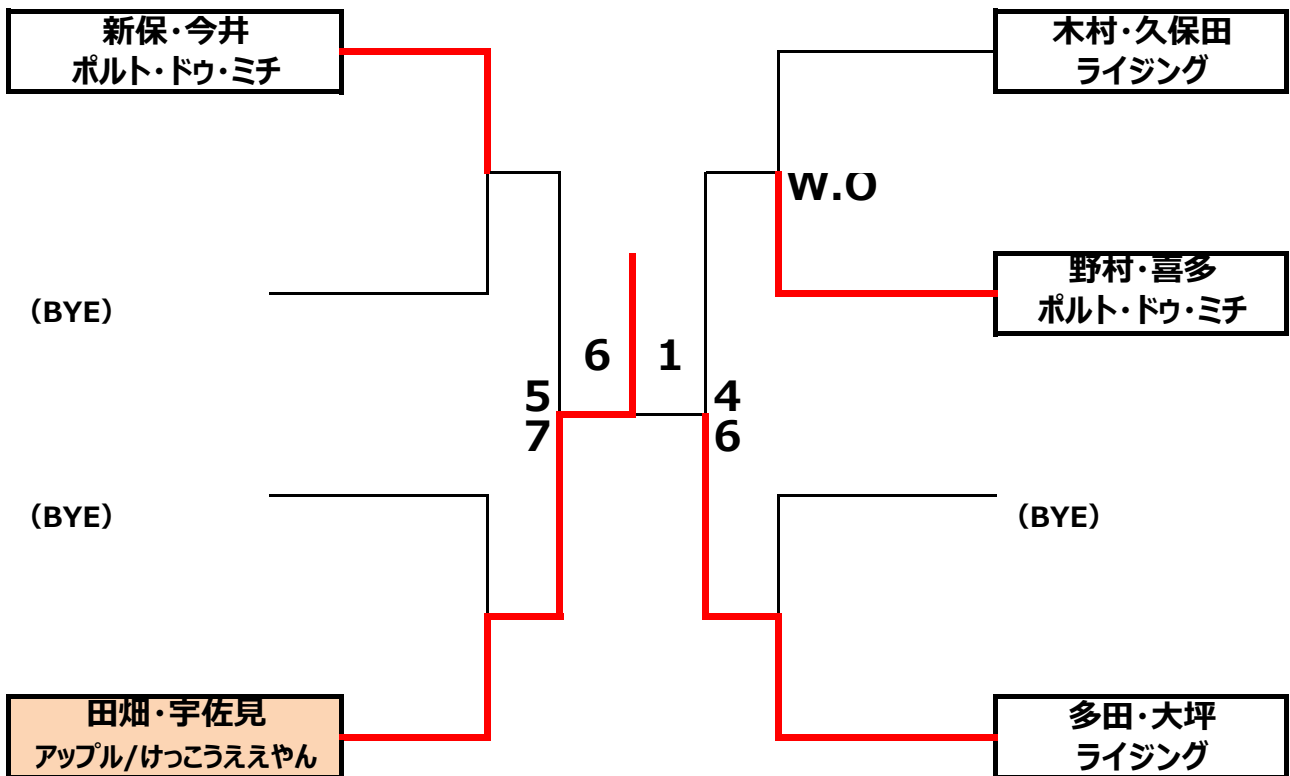 新保・今井
ポルト・ドゥ・ミチ
木村・久保田
ライジング
W.O
(BYE)
野村・喜多
ポルト・ドゥ・ミチ
6 1
5 4
7 6
(BYE)
(BYE)
田畑・宇佐見
アップル/けっこうええやん
多田・大坪
ライジング